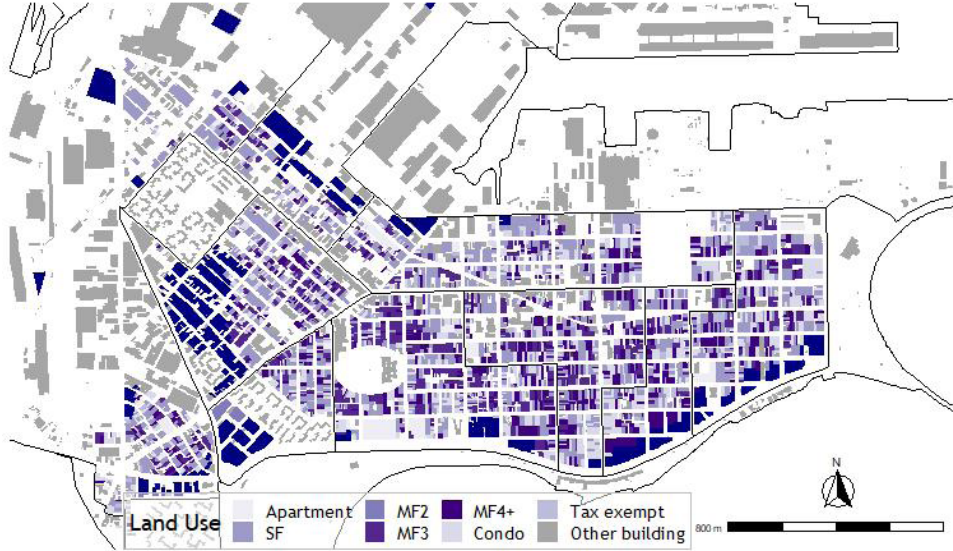 N
Land Use
Apartment MF2 MF4+ Tax exempt
SF MF3 Condo Other building
800 m